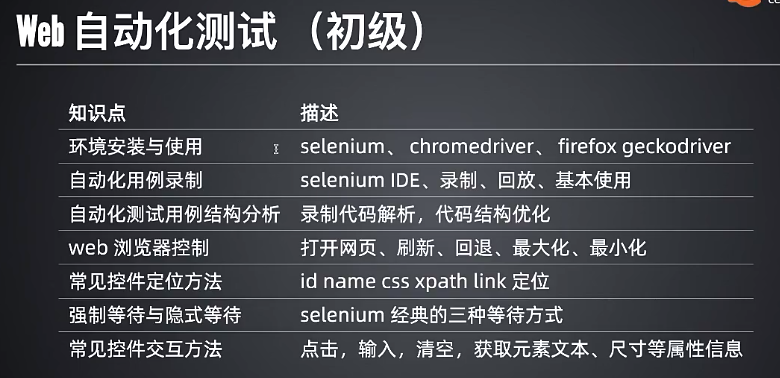 Web 自动化测试 （初级）
知识点 描述
环境安装与使用 selenium、 chromedriver、 firefox geckodriver
自动化用例录制 selenium IDE、录制、回放、基本使用
自动化测试用例结构分析 录制代码解析，代码结构优化
web 浏览器控制 打开网页、刷新、回退、最大化、最小化
常见控件定位方法 id name css xpath link 定位
强制等待与隐式等待 selenium 经典的三种等待方式
常见控件交互方法 点击，输入，清空，获取元素文本、尺寸等属性信息